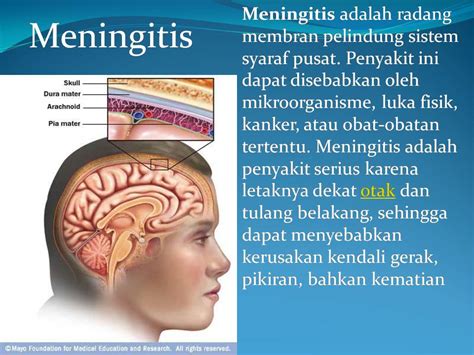 Meningitis
Skull
Dura mater
Arachnoid
Pia mater
©Mayo Foundation for Medical Education and Research. All rights reserved.
Meningitis adalah radang
membran pelindung sistem
syaraf pusat. Penyakit ini
dapat disebabkan oleh
mikroorganisme, luka fisik,
kanker, atau obat-obatan
tertentu. Meningitis adalah
penyakit serius karena
letaknya dekat otak dan
tulang belakang, sehingga
dapat menyebabkan
kerusakan kendali gerak,
pikiran, bahkan kematian